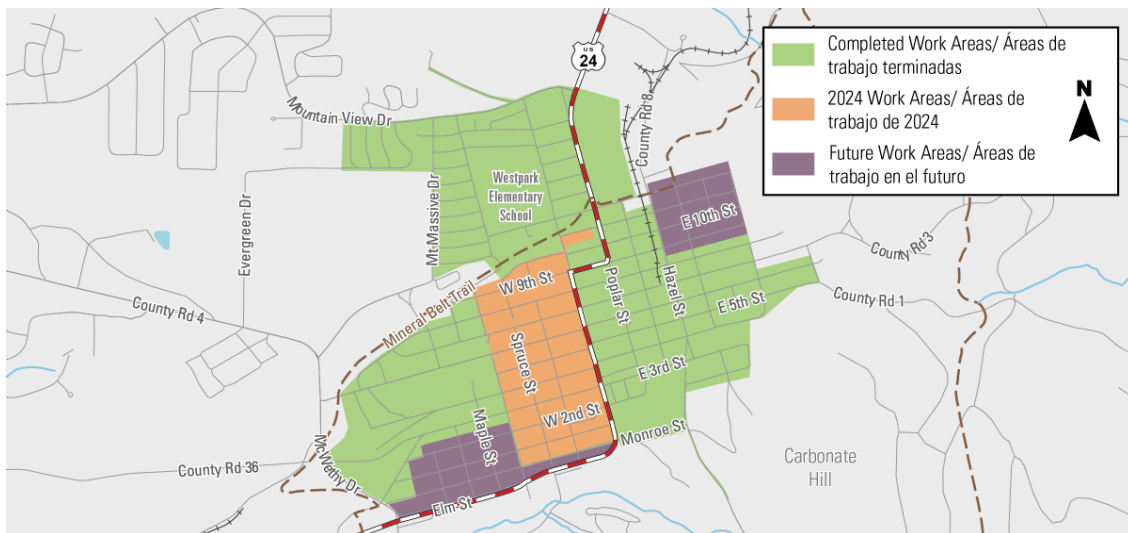 Completed Work Areas/ Áreas de
trabajo terminadas
2024 Work Areas/ Áreas de
trabajo de 2024
Future Work Areas/ Áreas de
trabajo en el futuro
N
U S
24
County Rd 8
Mountain View Dr
Westpark
Elementary
School
Mt Massive Dr
Evergreen Dr
E 10th St
County Rd 3
W 9th St
Poplar St
Hazel St
Mineral Belt Trail
County Rd 4
E 5th St
County Rd 1
Spruce St
E 3rd St
W 2nd St
Maple St
Monroe St
McWethy Dr
County Rd 36
Carbonate
Hill
Elm St